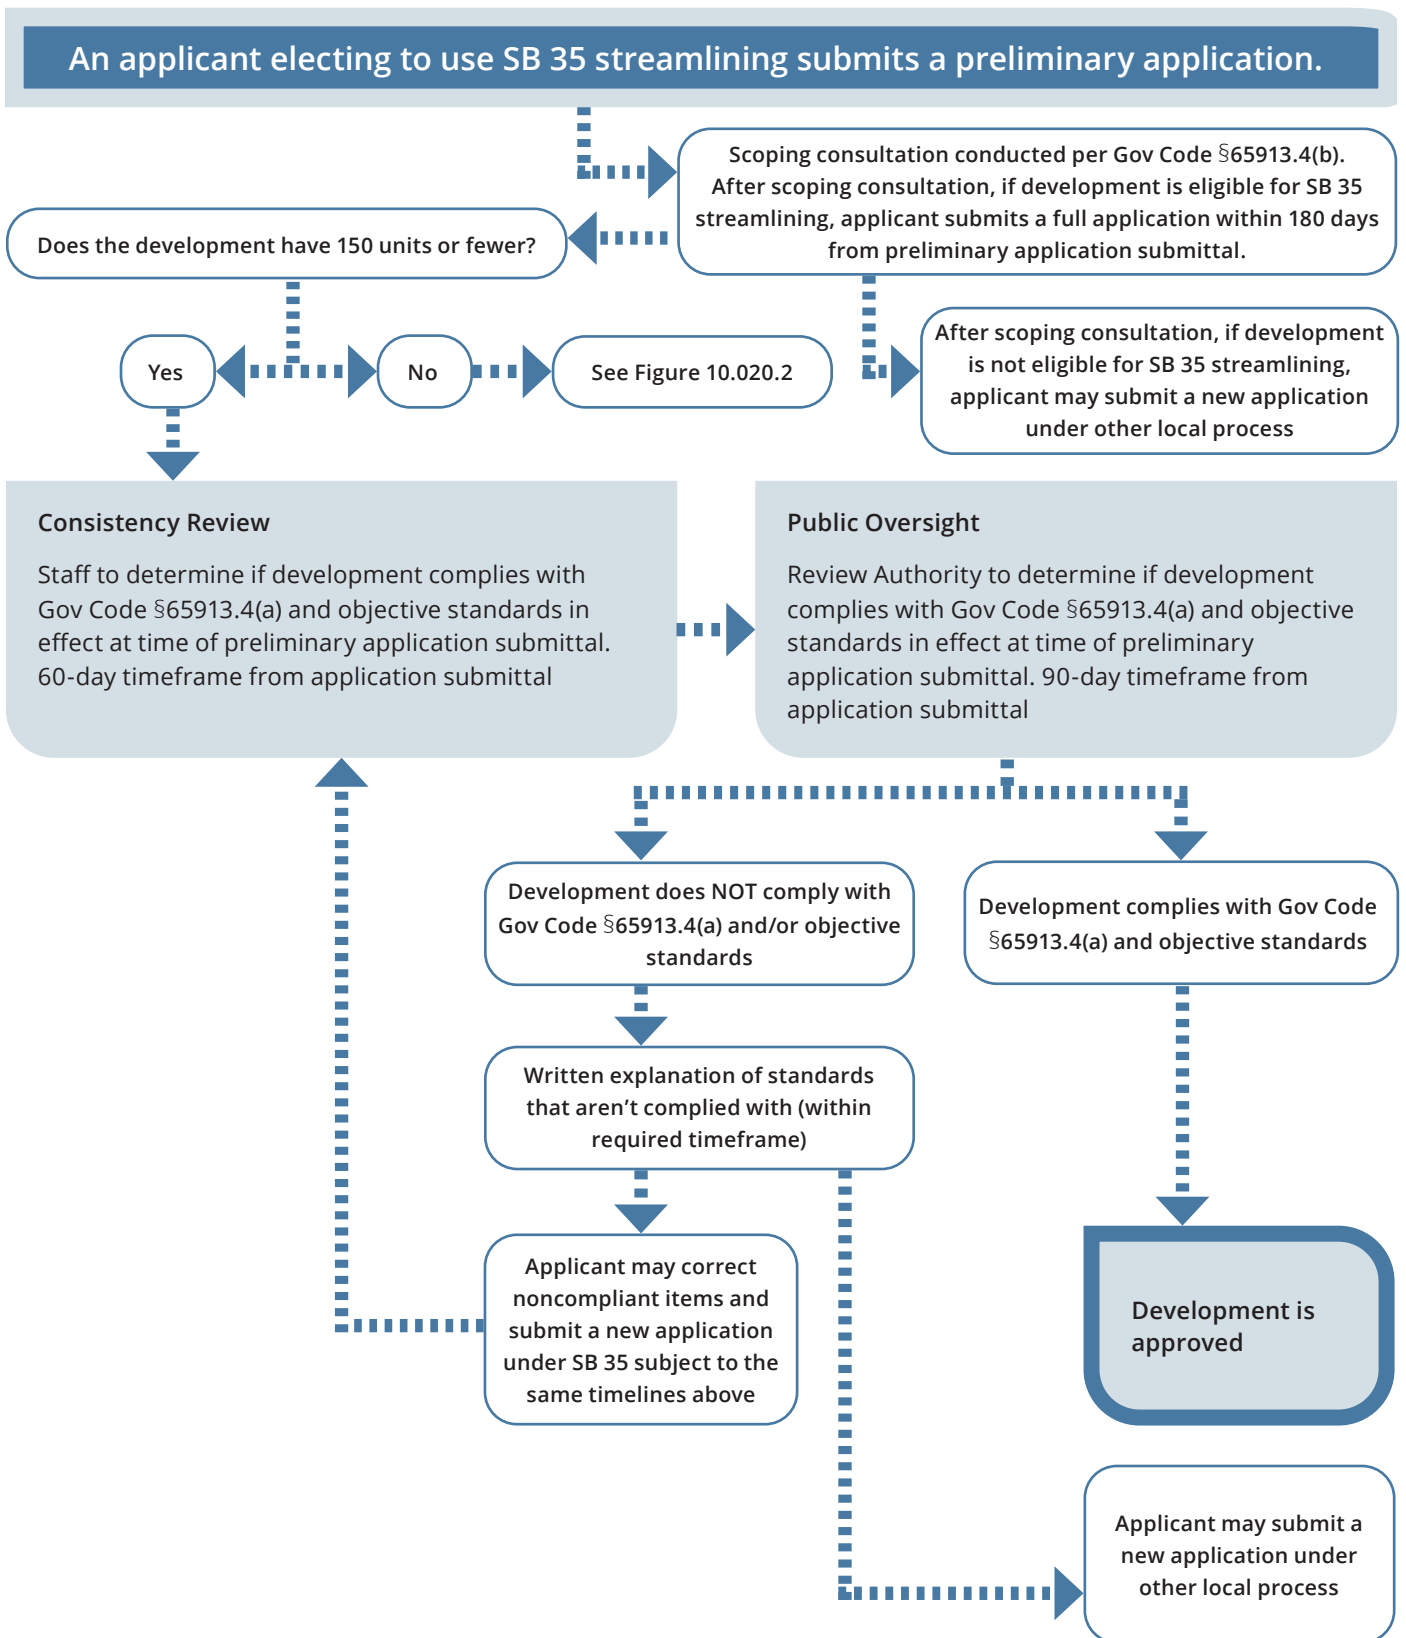 An applicant electing to use SB 35 streamlining submits a preliminary application.
Scoping consultation conducted per Gov Code §65913.4(b).
After scoping consultation, if development is eligible for SB 35
streamlining, applicant submits a full application within 180 days
from preliminary application submittal.
Does the development have 150 units or fewer?
After scoping consultation, if development
is not eligible for SB 35 streamlining,
applicant may submit a new application
under other local process
Yes
No
See Figure 10.020.2
Consistency Review
Staff to determine if development complies with
Gov Code §65913.4(a) and objective standards in
effect at time of preliminary application submittal.
60-day timeframe from application submittal
Public Oversight
Review Authority to determine if development
complies with Gov Code §65913.4(a) and objective
standards in effect at time of preliminary
application submittal. 90-day timeframe from
application submittal
Development does NOT comply with
Gov Code §65913.4(a) and/or objective
standards
Development complies with Gov Code
§65913.4(a) and objective standards
Written explanation of standards
that aren't complied with (within
required timeframe)
Applicant may correct
noncompliant items and
submit a new application
under SB 35 subject to the
same timelines above
Development is
approved
Applicant may submit a
new application under
other local process